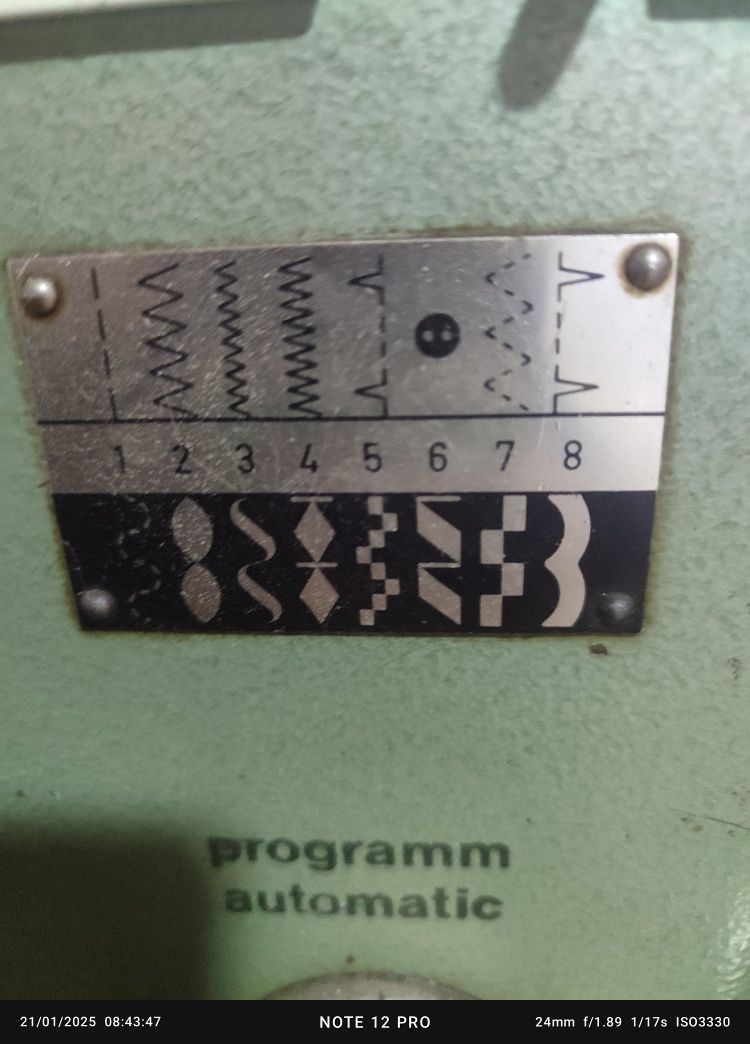 1 2 3 4 5 6 7 8
programm
automatic
21/01/2025 08:43:47 NOTE 12 PRO 24mm f/1.89 1/17s ISO3330